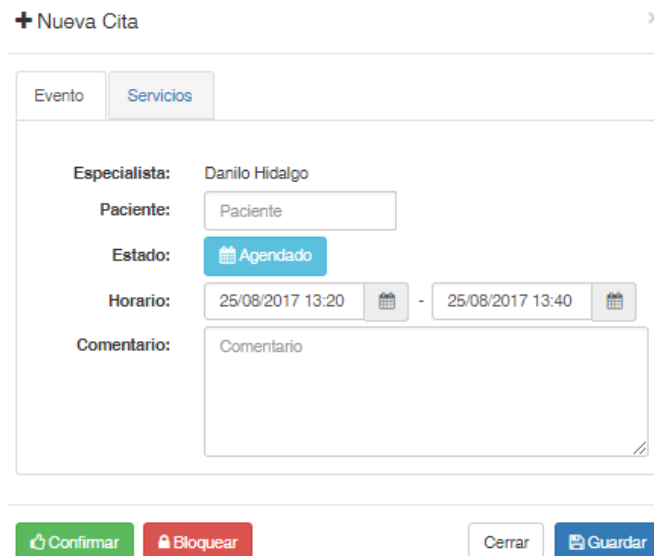 Nueva Cita
Evento Servicios
Especialista: Danilo Hidalgo
Paciente: Paciente
Estado: Agendado
Horario: 25/08/2017 13:20 - 25/08/2017 13:40
Comentario: Comentario
Confirmar Bloquear Cerrar Guardar